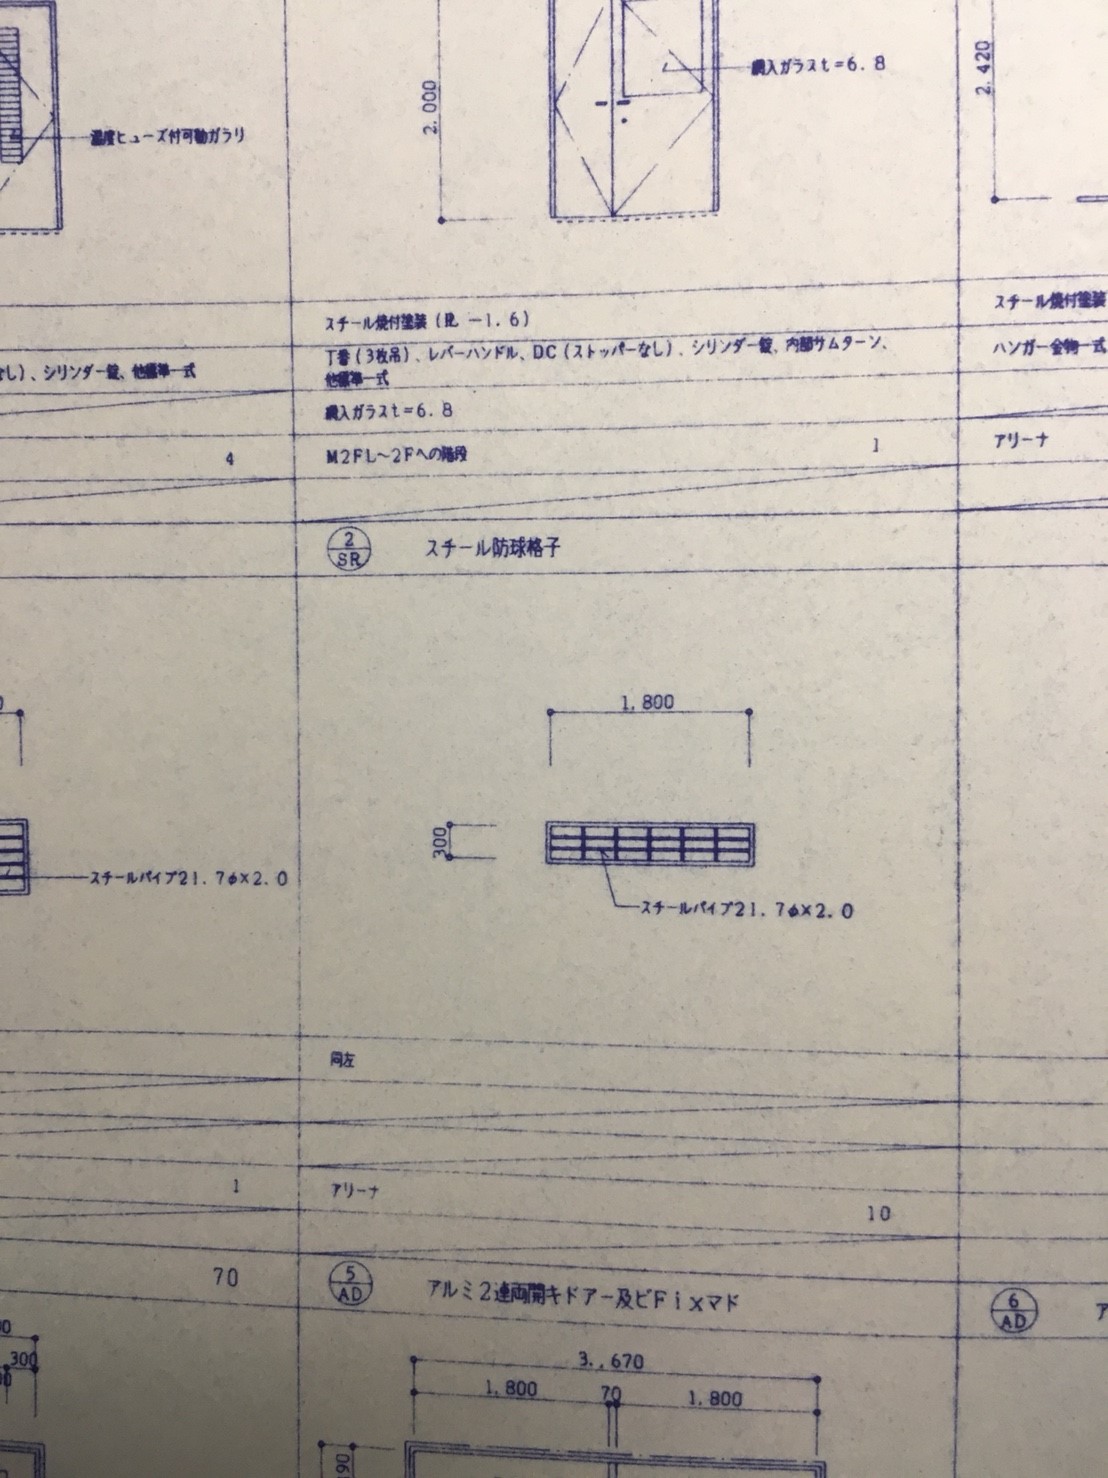 網入ガラスt=6.8
2,000
2,420
温度ヒューズ付可動ガラリ
スチール焼付塗装(見 -1.6)
スチール焼付塗装
丁番(3枚吊)、レバーハンドル、DC(ストッパーなし)、シリンダー錠、内部サムターン、
他標準一式
ハンガー金物一式
なし)、シリンダー錠、他標準一式
網入ガラスt=6.8
4
M2FL~2Fへの階段
1
アリーナ
2
SR
スチール防球格子
1,800
300
スチールパイプ21.7φ×2.0
スチールパイプ21.7φ×2.0
同左
1
アリーナ
10
70
5
AD
アルミ2連両開キドアー及ビFixマド
6
AD
ア
300
3,670
1,800
70
1,800
90